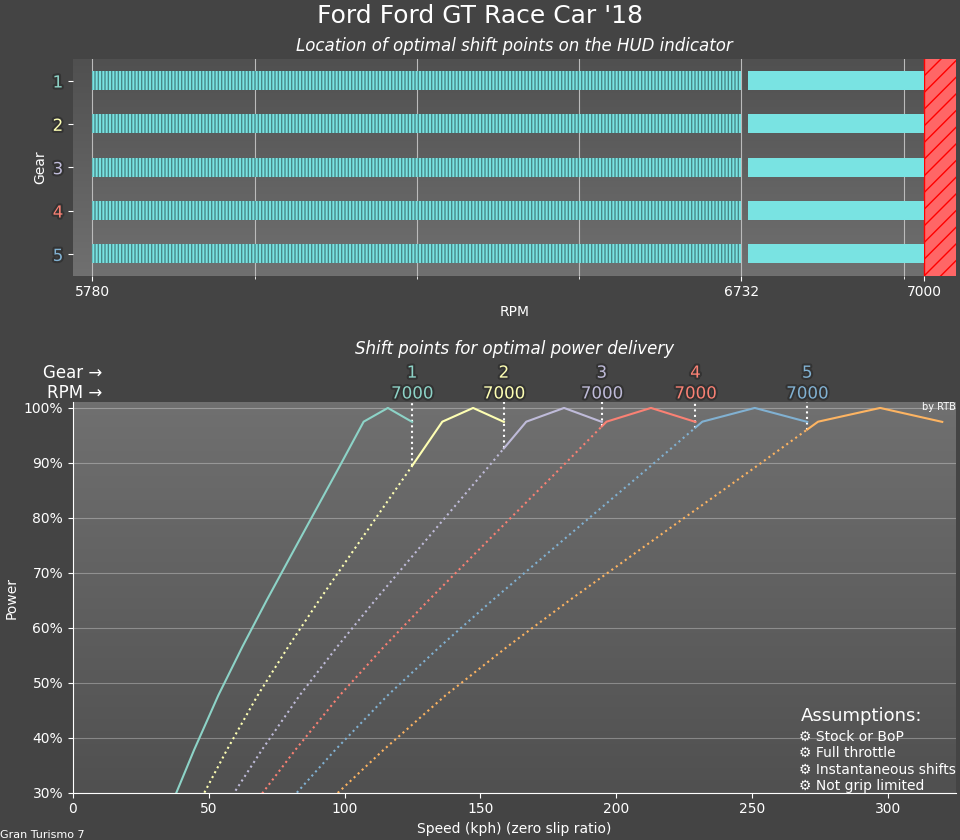 Ford Ford GT Race Car '18
Location of optimal shift points on the HUD indicator
1
2
3
4
5
Gear
5780 6732 7000
RPM
Shift points for optimal power delivery
Gear → 1 2 3 4 5
RPM → 7000 7000 7000 7000 7000
by RTB
100%
90%
80%
70%
60%
50%
40%
30%
Power
Assumptions:
⚙ Stock or BoP
⚙ Full throttle
⚙ Instantaneous shifts
⚙ Not grip limited
0 50 100 150 200 250 300
Speed (kph) (zero slip ratio)
Gran Turismo 7